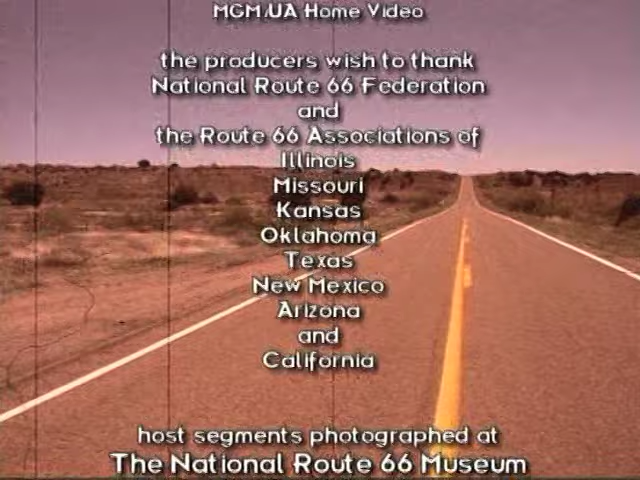 MGM/UA Home Video
the producers wish to thank
National Route 66 Federation
and
the Route 66 Associations of
Illinois
Missouri
Kansas
Oklahoma
Texas
New Mexico
Arizona
and
California
host segments photographed at
The National Route 66 Museum